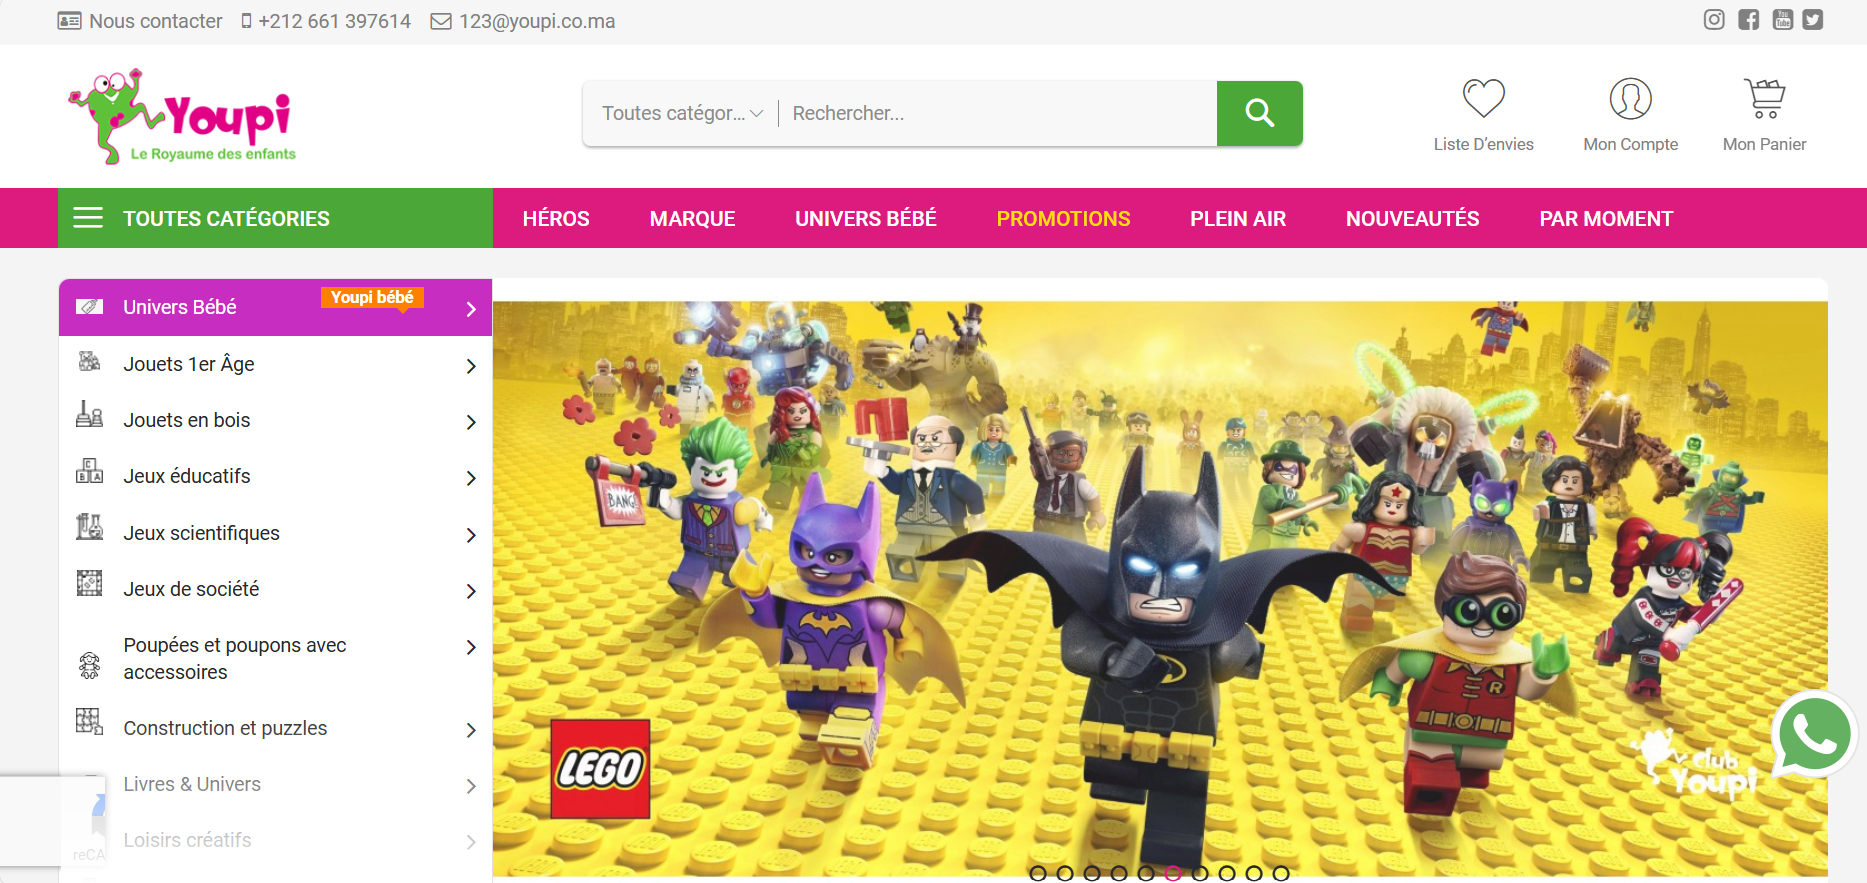 Nous contacter +212 661 397614 123@youpi.co.ma
You Tube
Youpi
Le Royaume des enfants
Toutes catégor... Rechercher...
Liste D'envies Mon Compte Mon Panier
TOUTES CATÉGORIES HÉROS MARQUE UNIVERS BÉBÉ PROMOTIONS PLEIN AIR NOUVEAUTÉS PAR MOMENT
Univers Bébé Youpi bébé
Jouets 1er Âge
Jouets en bois
Jeux éducatifs
Jeux scientifiques
Jeux de société
Poupées et poupons avec
accessoires
Construction et puzzles
Livres & Univers
Loisirs créatifs
reCA
BANG!
R
LEGO
club
Youpi